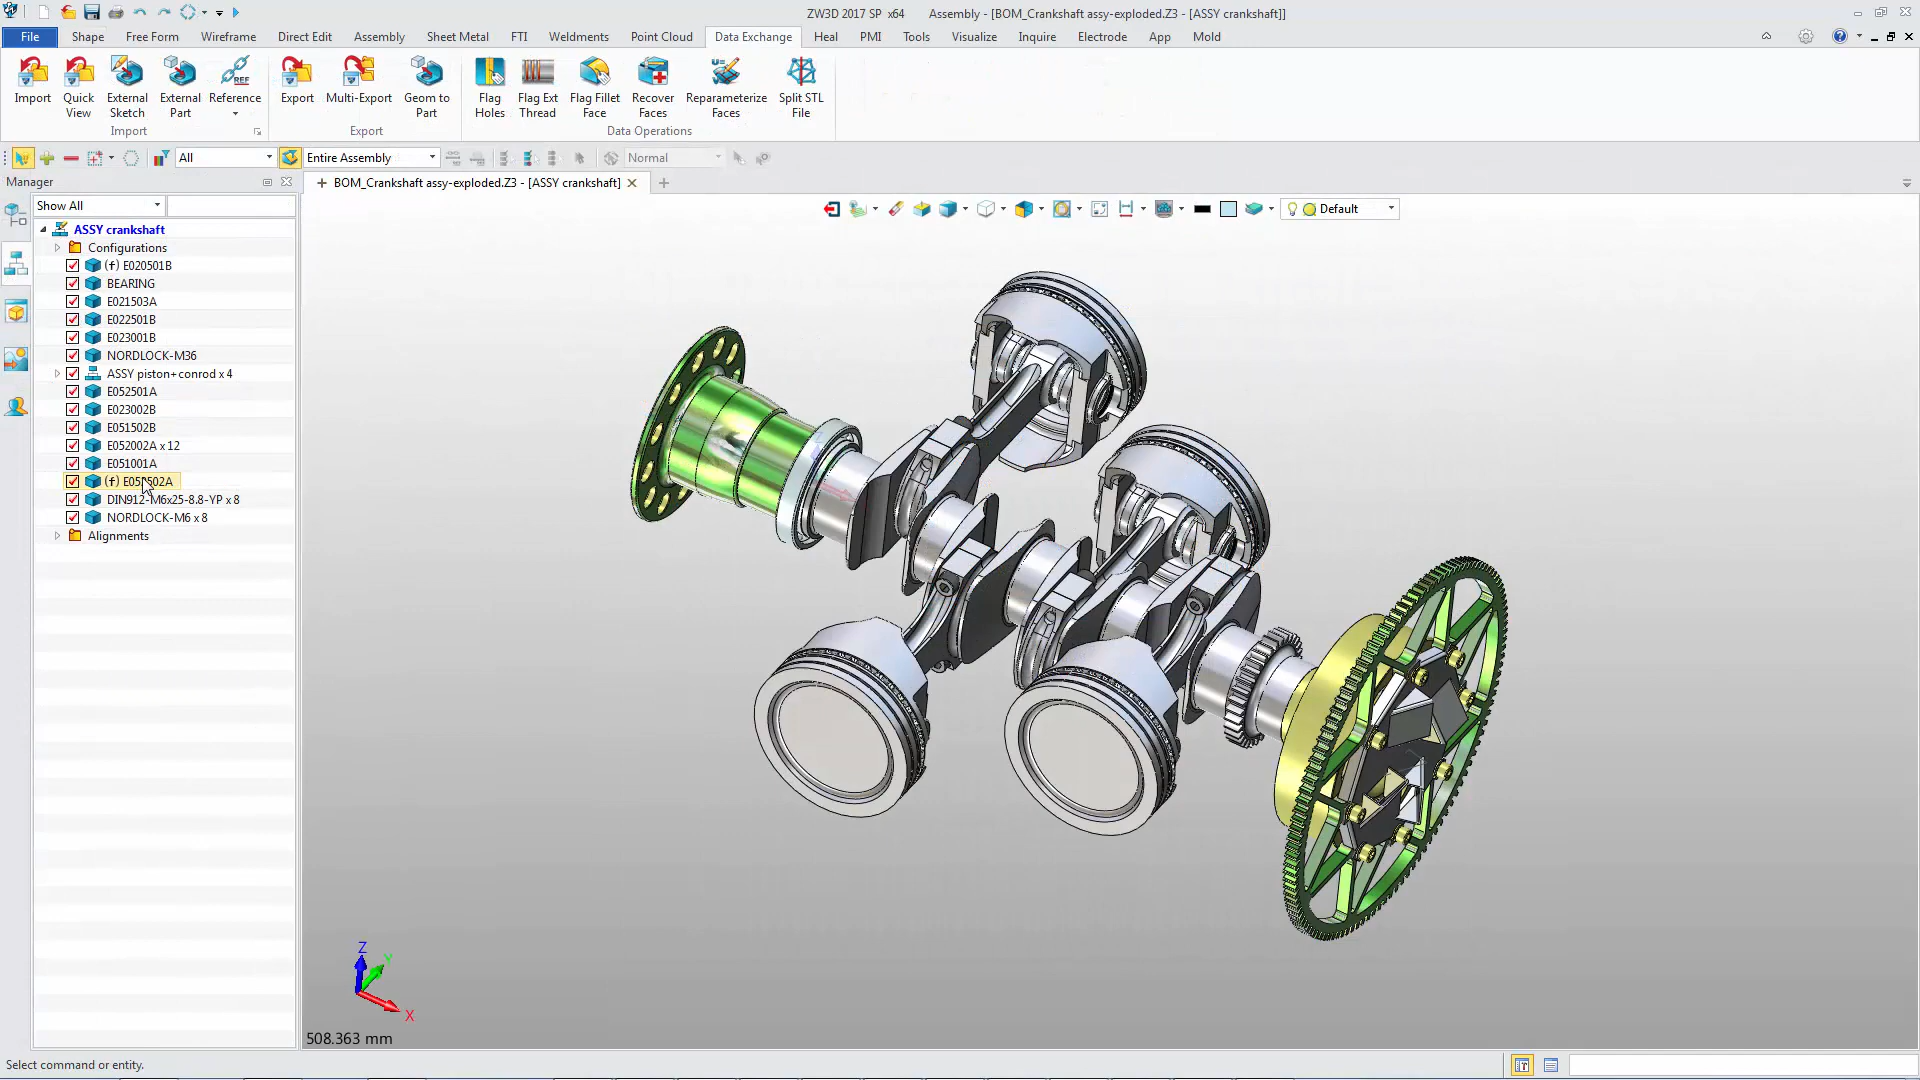 ZW3D 2017 SP x64 Assembly - [BOM_Crankshaft assy-exploded.Z3 - [ASSY crankshaft]]
File Shape Free Form Wireframe Direct Edit Assembly Sheet Metal FTI Weldments Point Cloud Data Exchange Heal PMI Tools Visualize Inquire Electrode App Mold
Import Quick View External Sketch External Part Reference Export Multi-Export Geom to Part Flag Holes Flag Ext Thread Flag Fillet Face Recover Faces Reparameterize Faces Split STL File
Import Export Data Operations
All Entire Assembly Normal
Manager
BOM_Crankshaft assy-exploded.Z3 - [ASSY crankshaft]
Show All
Default
ASSY crankshaft
Configurations
(f) E020501B
BEARING
E021503A
E022501B
E023001B
NORDLOCK-M36
ASSY piston+conrod x 4
E052501A
E023002B
E051502B
E052002A x 12
E051001A
(f) E052502A
DIN912-M6x25-8.8-YP x 8
NORDLOCK-M6 x 8
Alignments
Z
Y
X
508.363 mm
Select command or entity.